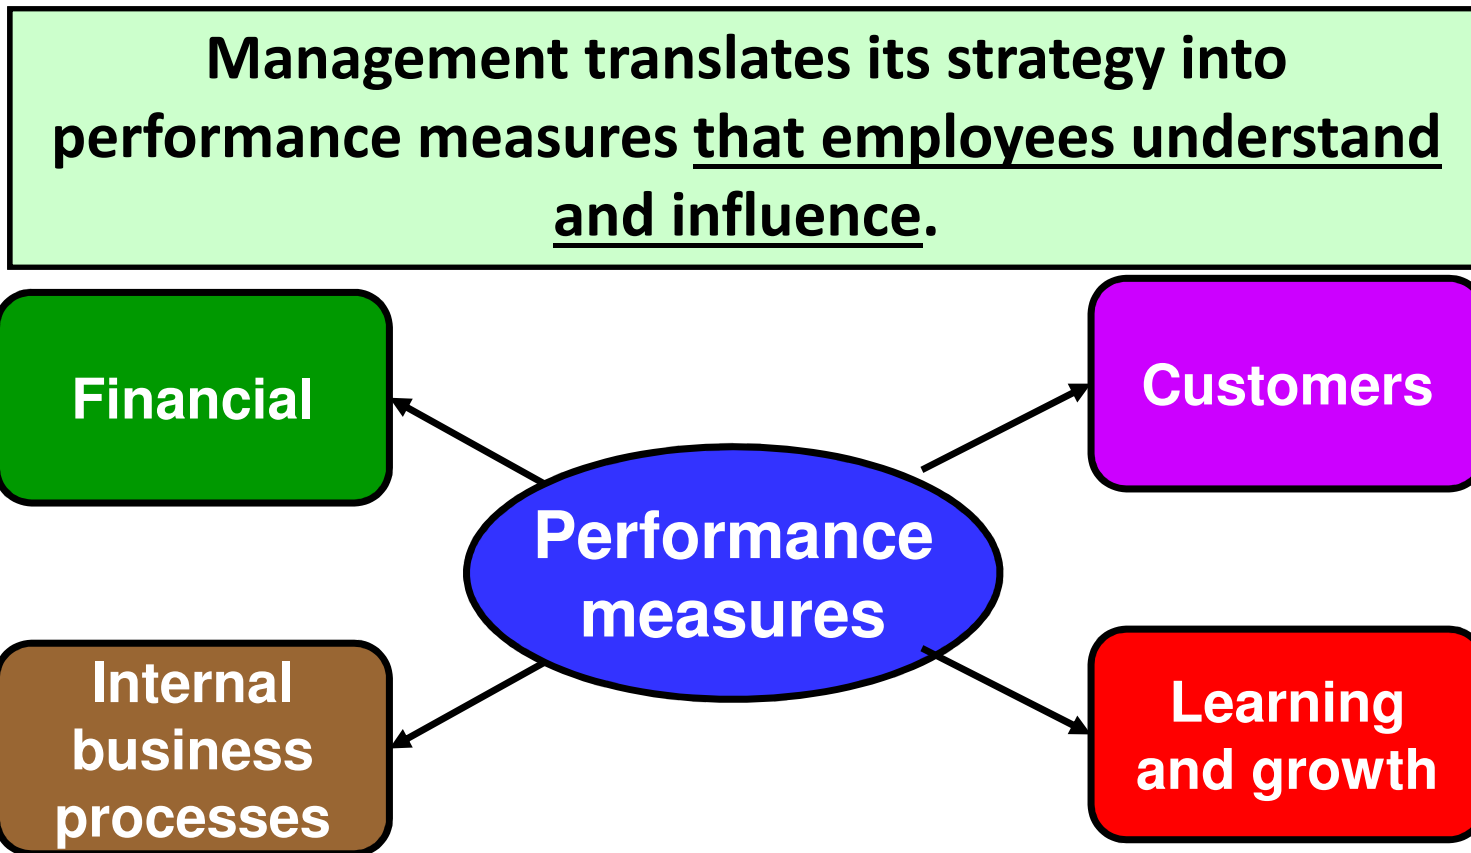 Management translates its strategy into
performance measures that employees understand
and influence.
Financial
Customers
Performance
measures
Internal
business
processes
Learning
and growth